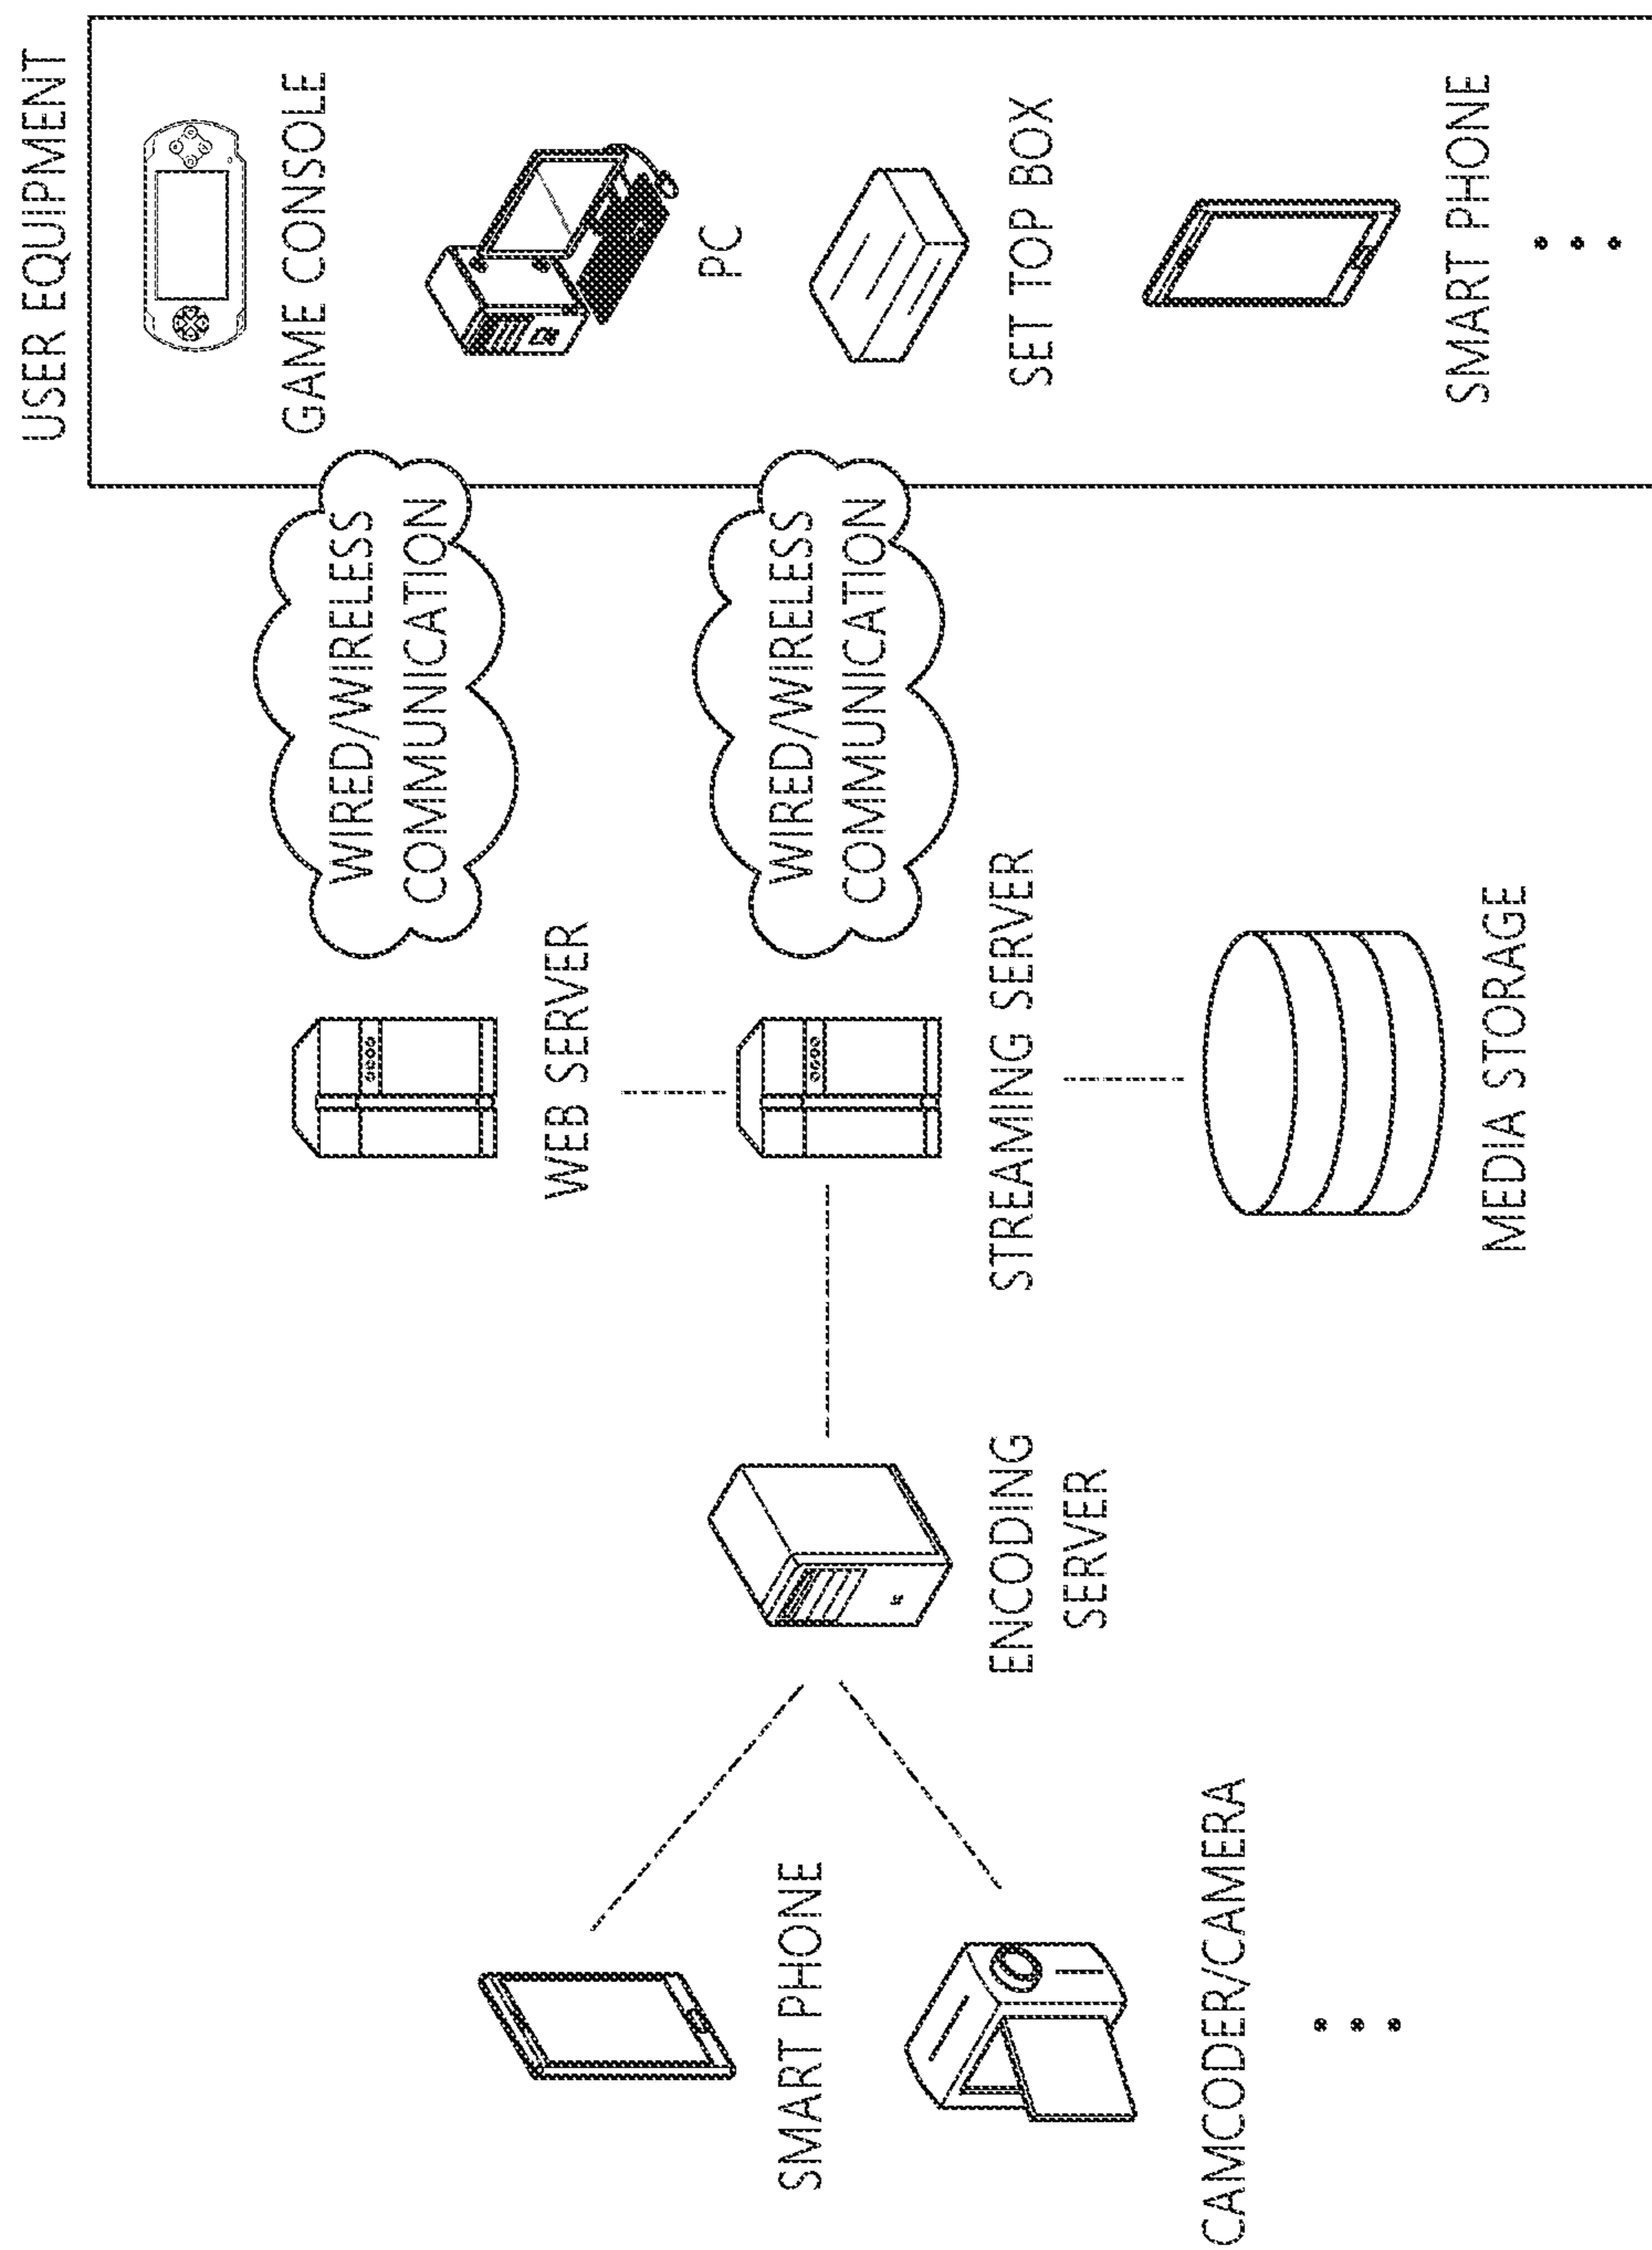 SMART PHONE
CAMCODER/CAMERA
ENCODING
SERVER
WEB SERVER
STREAMING SERVER
MEDIA STORAGE
WIRED/WIRELESS
COMMUNICATION
WIRED/WIRELESS
COMMUNICATION
USER EQUIPMENT
GAME CONSOLE
PC
SET TOP BOX
SMART PHONE